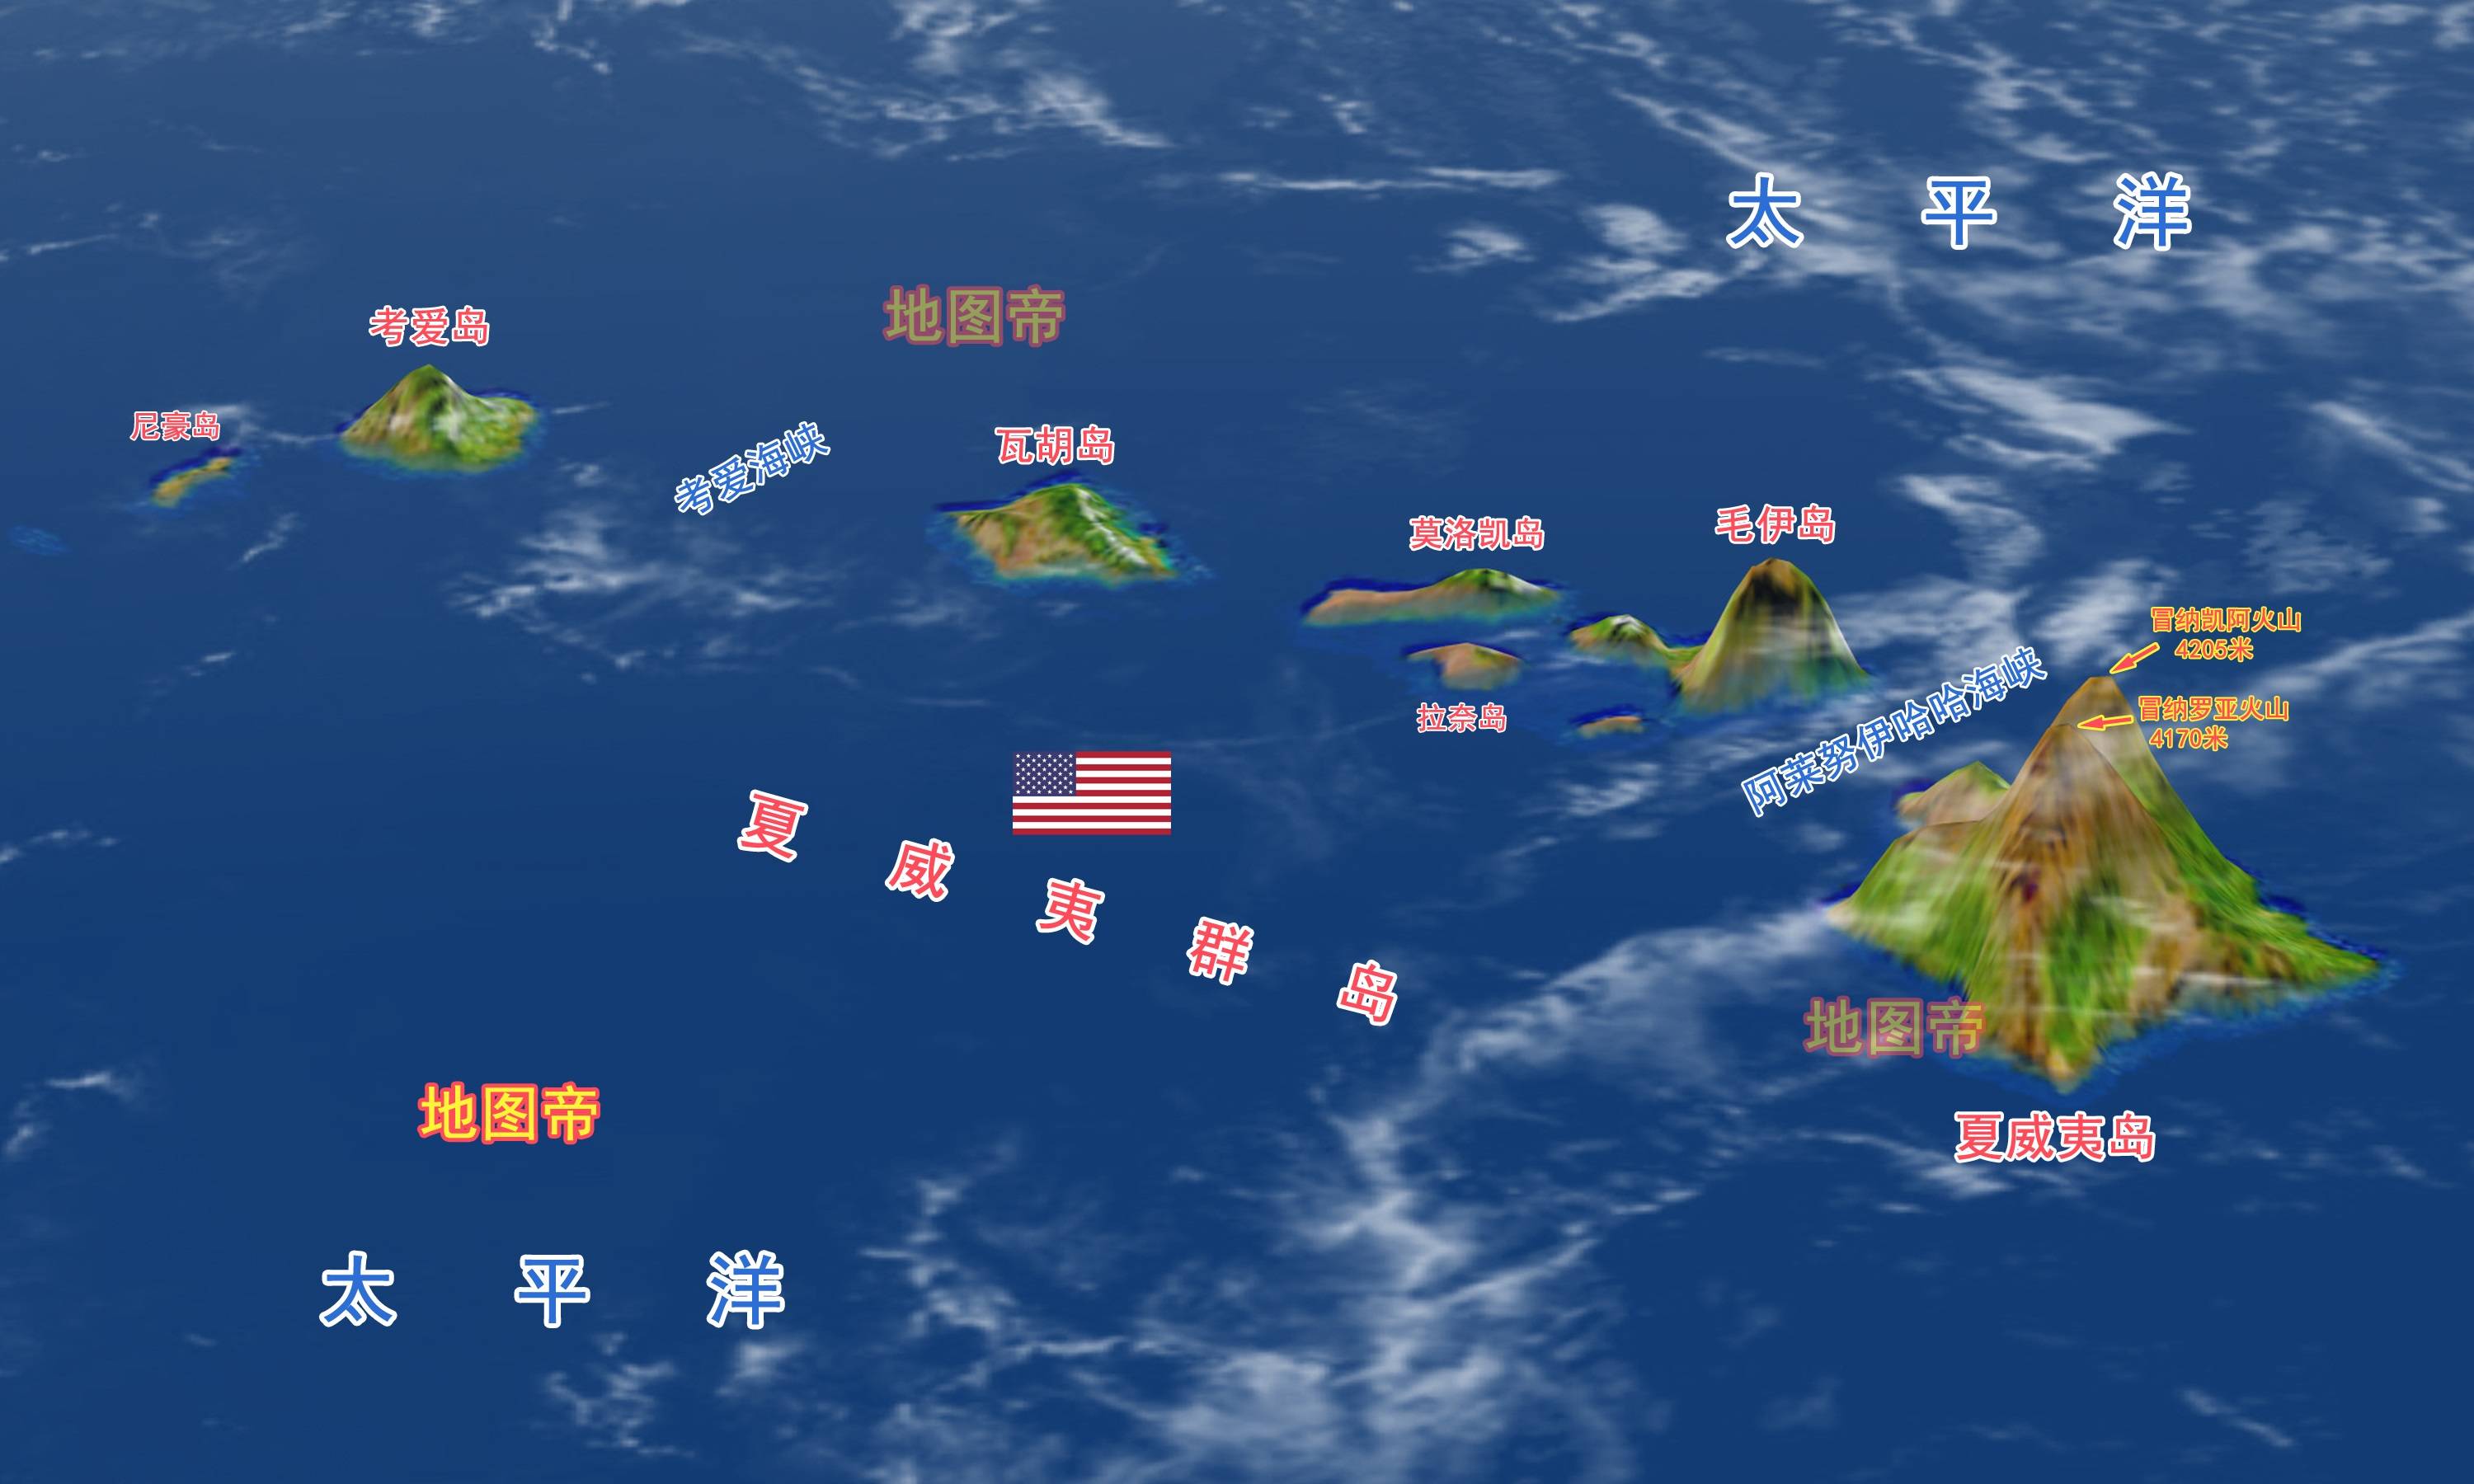 太平洋
地图帝
考爱岛
尼豪岛
考爱海峡
瓦胡岛
莫洛凯岛
毛伊岛
拉奈岛
阿莱努伊哈哈海峡
冒纳凯阿火山
4205米
冒纳罗亚火山
4170米
夏威夷群岛
地图帝
夏威夷岛
地图帝
太平洋